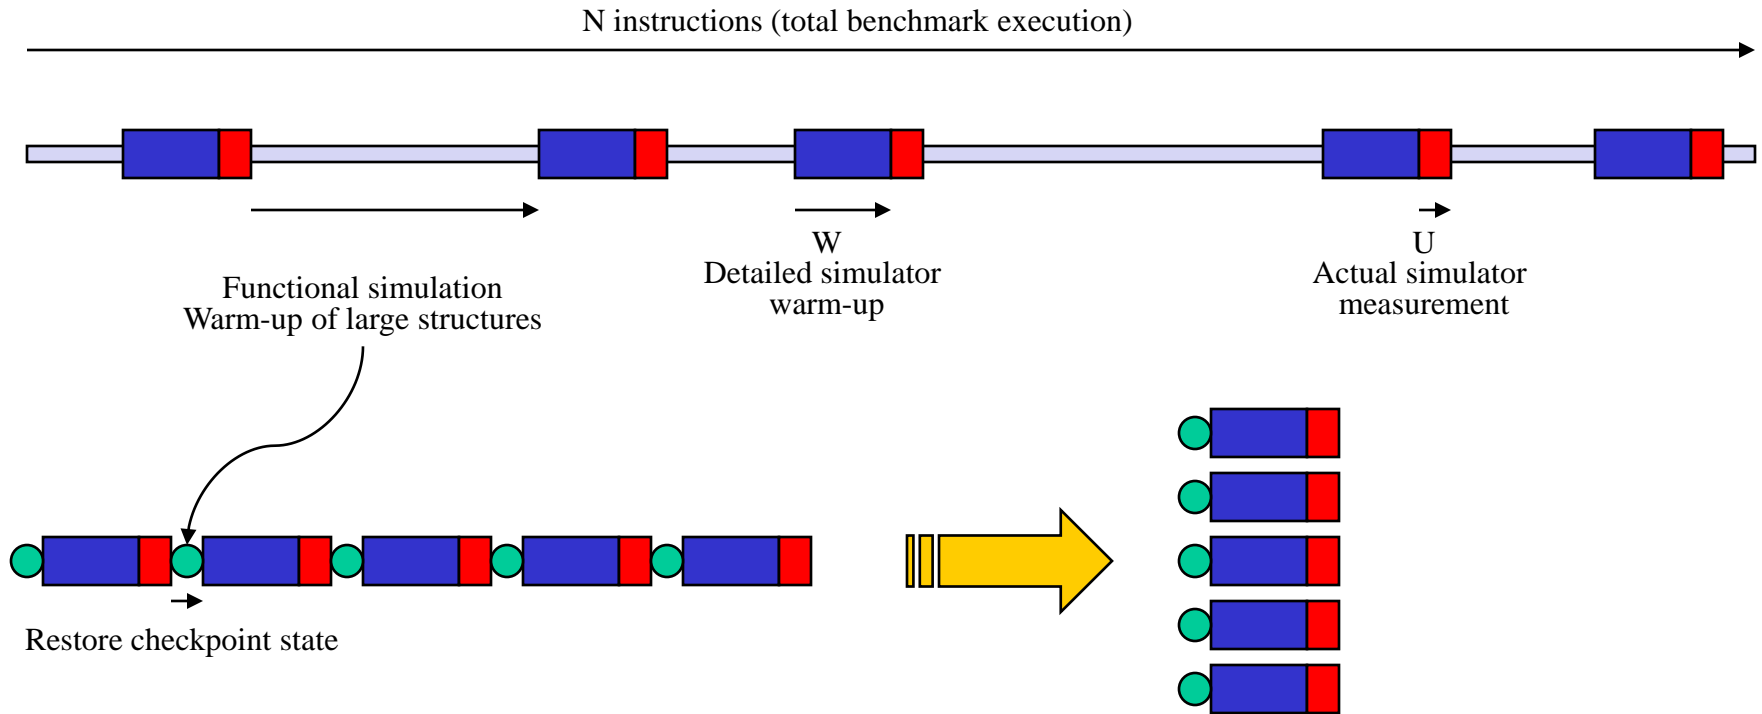 N instructions (total benchmark execution)
W
Detailed simulator
warm-up
U
Actual simulator
measurement
Functional simulation
Warm-up of large structures
Restore checkpoint state